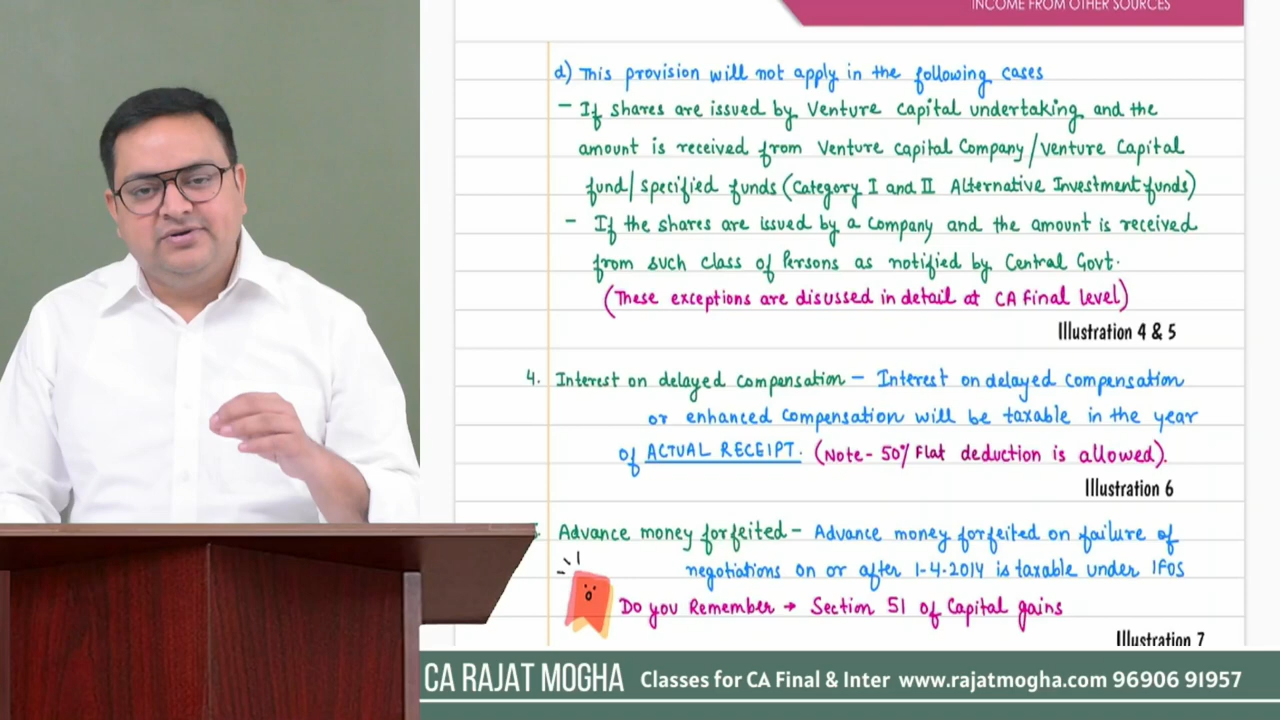 INCOME FROM OTHER SOURCES
d) This provision will not apply in the following cases
- If shares are issued by Venture Capital undertaking and the
amount is received from Venture Capital Company/Venture Capital
fund/specified funds (Category I and II Alternative Investment funds)
- If the shares are issued by a Company and the amount is received
from such class of Persons as notified by Central Govt.
(These exceptions are disussed in detail at CA Final level)
Illustration 4 & 5
4. Interest on delayed compensation - Interest on delayed compensation
or enhanced compensation will be taxable in the year
of ACTUAL RECEIPT. (Note- 50% Flat deduction is allowed).
Illustration 6
Advance money forfeited - Advance money forfeited on failure of
negotiations on or after 1-4-2014 is taxable under IFOS
Do you Remember → Section 51 of Capital gains
Illustration 7
CA RAJAT MOGHA Classes for CA Final & Inter www.rajatmogha.com 96906 91957